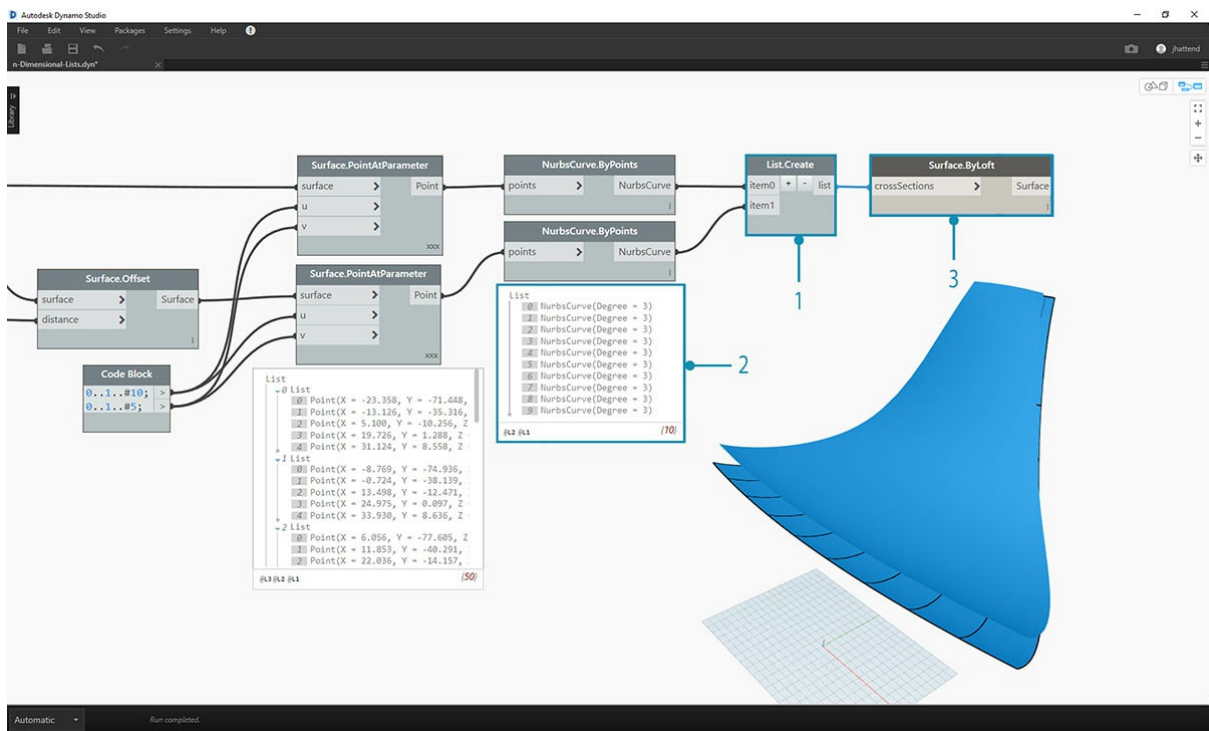 Autodesk Dynamo Studio
File Edit View Packages Settings Help
jhattend
n-Dimensional-Lists.dyn*
Library
Surface.PointAtParameter
surface > Point
u >
v >
xxx
NurbsCurve.ByPoints
points > NurbsCurve
List.Create
item0 + - list
item1
Surface.ByLoft
crossSections > Surface
NurbsCurve.ByPoints
points > NurbsCurve
1
3
Surface.Offset
surface > Surface
distance >
Surface.PointAtParameter
surface > Point
u >
v >
xxx
Code Block
0..1..#10; >
0..1..#5; >
List
0 NurbsCurve(Degree = 3)
1 NurbsCurve(Degree = 3)
2 NurbsCurve(Degree = 3)
3 NurbsCurve(Degree = 3)
4 NurbsCurve(Degree = 3)
5 NurbsCurve(Degree = 3)
6 NurbsCurve(Degree = 3)
7 NurbsCurve(Degree = 3)
8 NurbsCurve(Degree = 3)
9 NurbsCurve(Degree = 3)
@L2 @L1 {10}
2
List
0 List
0 Point(X = -23.358, Y = -71.448,
1 Point(X = -13.126, Y = -35.316,
2 Point(X = 5.100, Y = -10.256, Z
3 Point(X = 19.726, Y = 1.288, Z
4 Point(X = 31.124, Y = 8.558, Z
1 List
0 Point(X = -8.769, Y = -74.936,
1 Point(X = -0.724, Y = -38.139,
2 Point(X = 13.498, Y = -12.471,
3 Point(X = 24.975, Y = 0.097, Z
4 Point(X = 33.930, Y = 8.636, Z
2 List
0 Point(X = 6.056, Y = -77.605, Z
1 Point(X = 11.853, Y = -40.291,
2 Point(X = 22.036, Y = -14.157,
@L3 @L2 @L1 {50}
Automatic
Run completed.